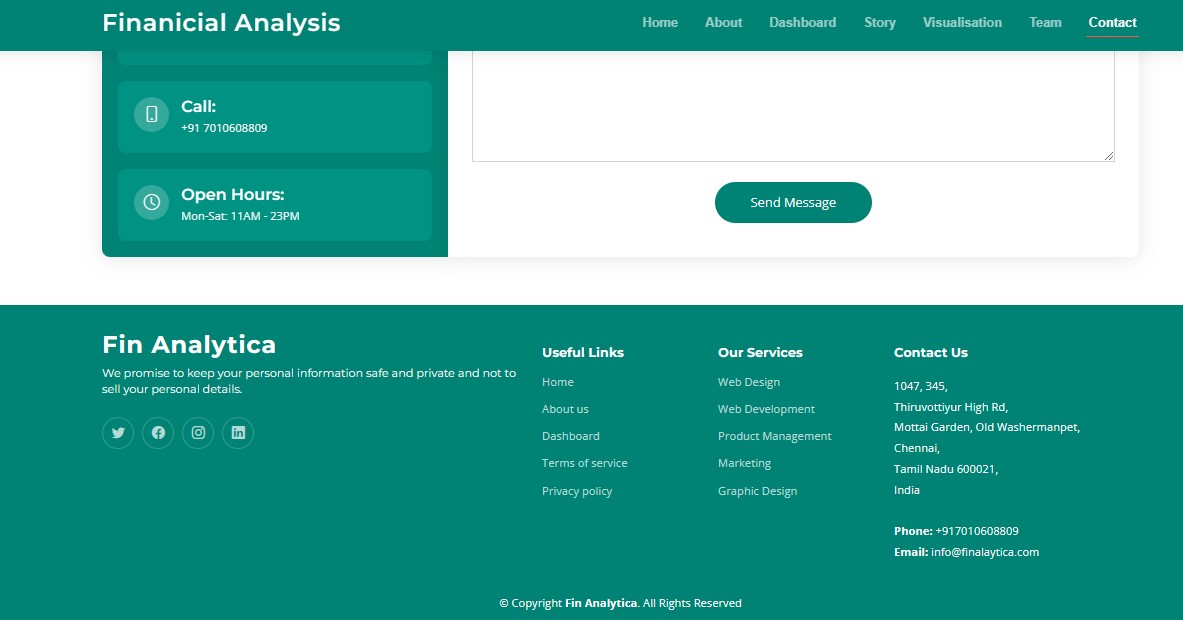 Finanicial Analysis
Home About Dashboard Story Visualisation Team Contact
Call:
+91 7010608809
Open Hours:
Mon-Sat: 11AM - 23PM
Send Message
Fin Analytica
We promise to keep your personal information safe and private and not to
sell your personal details.
Useful Links
Home
About us
Dashboard
Terms of service
Privacy policy
Our Services
Web Design
Web Development
Product Management
Marketing
Graphic Design
Contact Us
1047, 345,
Thiruvottiyur High Rd,
Mottai Garden, Old Washermanpet,
Chennai,
Tamil Nadu 600021,
India
Phone: +917010608809
Email: info@finalaytica.com
© Copyright Fin Analytica. All Rights Reserved